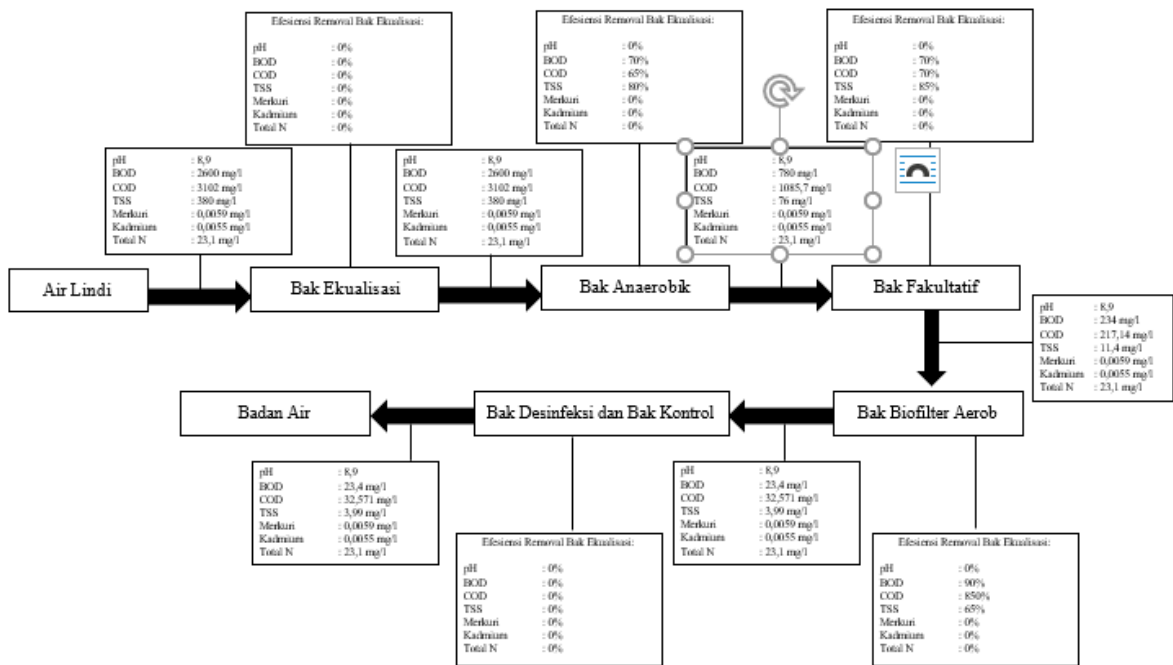 Efesiensi Removal Bak Ekualisasi:
pH : 0%
BOD : 0%
COD : 0%
TSS : 0%
Merkuri : 0%
Kadmium : 0%
Total N : 0%
Efesiensi Removal Bak Ekualisasi:
pH : 0%
BOD : 70%
COD : 65%
TSS : 80%
Merkuri : 0%
Kadmium : 0%
Total N : 0%
Efesiensi Removal Bak Ekualisasi:
pH : 0%
BOD : 70%
COD : 70%
TSS : 85%
Merkuri : 0%
Kadmium : 0%
Total N : 0%
pH : 8,9
BOD : 2600 mg/l
COD : 3102 mg/l
TSS : 380 mg/l
Merkuri : 0,0059 mg/l
Kadmium : 0,0055 mg/l
Total N : 23,1 mg/l
pH : 8,9
BOD : 2600 mg/l
COD : 3102 mg/l
TSS : 380 mg/l
Merkuri : 0,0059 mg/l
Kadmium : 0,0055 mg/l
Total N : 23,1 mg/l
pH : 8,9
BOD : 780 mg/l
COD : 1085,7 mg/l
TSS : 76 mg/l
Merkuri : 0,0059 mg/l
Kadmium : 0,0055 mg/l
Total N : 23,1 mg/l
Air Lindi
Bak Ekualisasi
Bak Anaerobik
Bak Fakultatif
pH : 8,9
BOD : 234 mg/l
COD : 217,14 mg/l
TSS : 11,4 mg/l
Merkuri : 0,0059 mg/l
Kadmium : 0,0055 mg/l
Total N : 23,1 mg/l
Badan Air
Bak Desinfeksi dan Bak Kontrol
Bak Biofilter Aerob
pH : 8,9
BOD : 23,4 mg/l
COD : 32,571 mg/l
TSS : 3,99 mg/l
Merkuri : 0,0059 mg/l
Kadmium : 0,0055 mg/l
Total N : 23,1 mg/l
pH : 8,9
BOD : 23,4 mg/l
COD : 32,571 mg/l
TSS : 3,99 mg/l
Merkuri : 0,0059 mg/l
Kadmium : 0,0055 mg/l
Total N : 23,1 mg/l
Efesiensi Removal Bak Ekualisasi:
pH : 0%
BOD : 0%
COD : 0%
TSS : 0%
Merkuri : 0%
Kadmium : 0%
Total N : 0%
Efesiensi Removal Bak Ekualisasi:
pH : 0%
BOD : 90%
COD : 850%
TSS : 65%
Merkuri : 0%
Kadmium : 0%
Total N : 0%